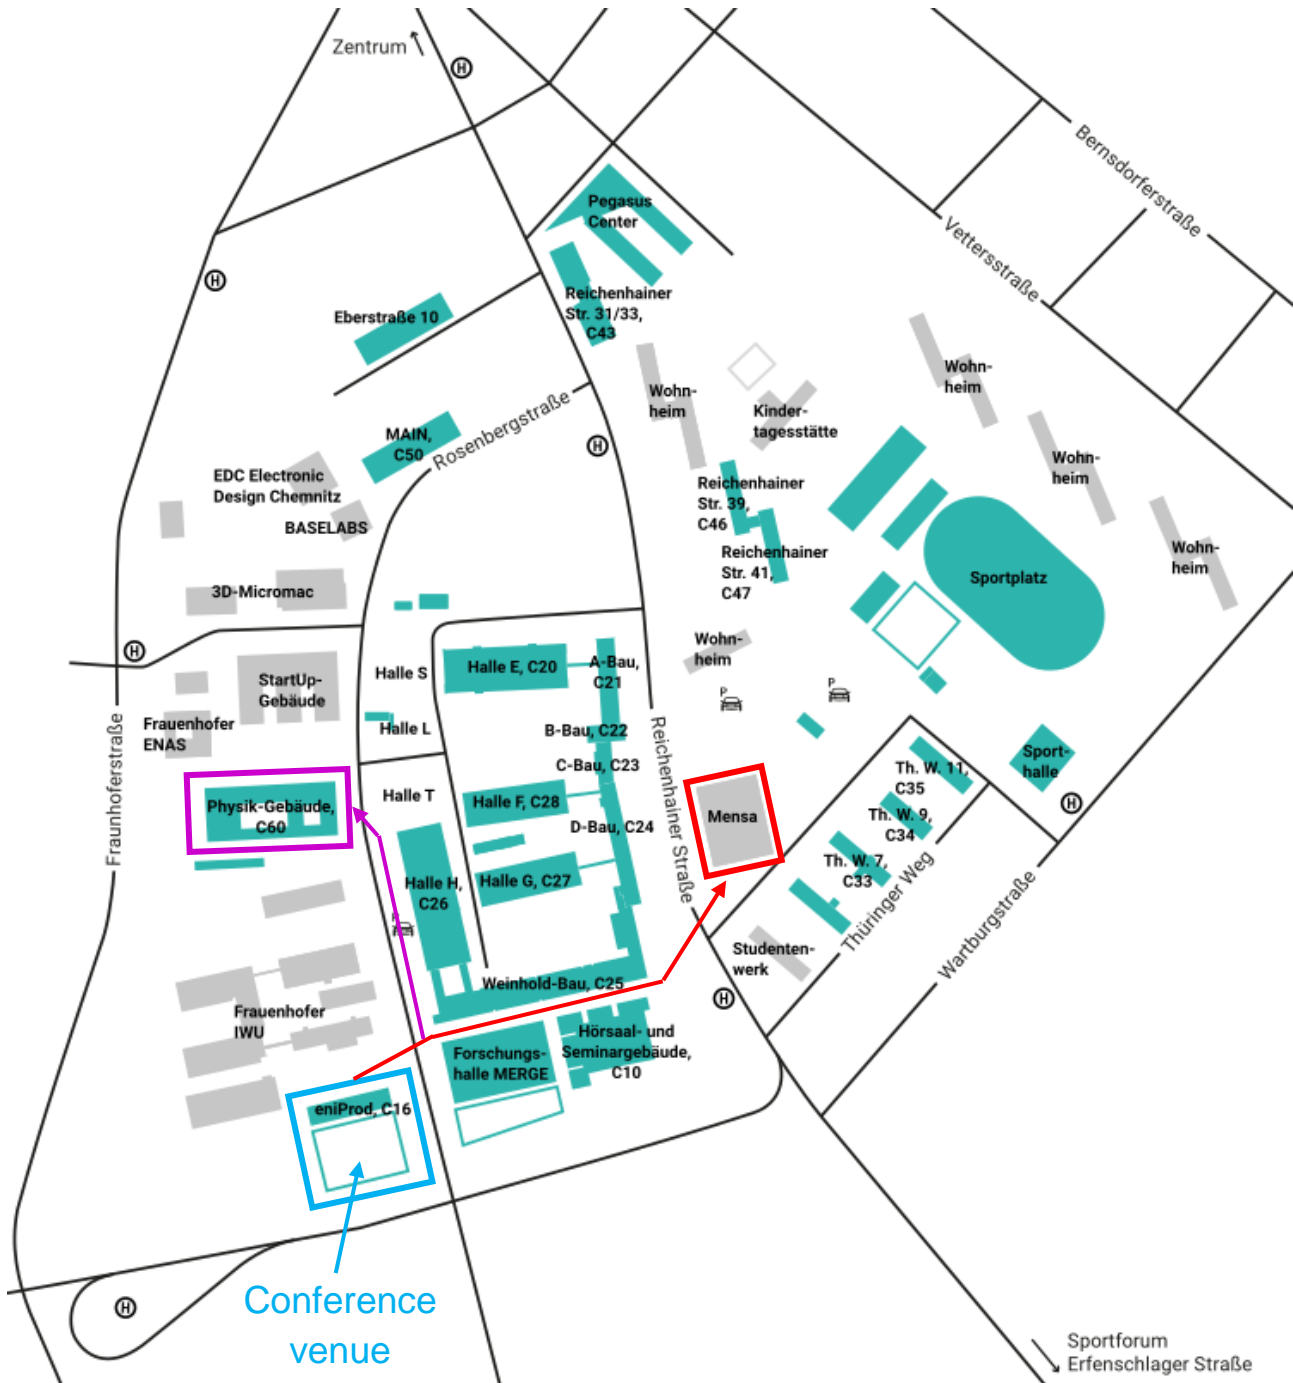 Zentrum
H
Bernsdorferstraße
Pegasus
Center
Vettersstraße
H
Reichenhainer
Str. 31/33,
C43
Eberstraße 10
Wohn-
heim
Wohn-
heim
Kinder-
tagesstätte
Rosenbergstraße
MAIN,
C50
H
EDC Electronic
Design Chemnitz
Reichenhainer
Str. 39,
C46
Wohn-
heim
BASELABS
Reichenhainer
Str. 41,
C47
Wohn-
heim
Sportplatz
3D-Micromac
H
Wohn-
heim
Halle E, C20
A-Bau,
C21
Halle S
StartUp-
Gebäude
P
P
Frauenhofer
ENAS
Halle L
B-Bau, C22
Reichenhainer Straße
Fraunhoferstraße
C-Bau, C23
Sport-
halle
Th. W. 11,
C35
Halle T
Halle F, C28
Physik-Gebäude,
C60
D-Bau, C24
Mensa
H
Th. W. 9,
C34
Th. W. 7,
C33
Halle H,
C26
Halle G, C27
P
Thüringer Weg
Wartburgstraße
Studenten-
werk
Weinhold-Bau, C25
H
Frauenhofer
IWU
Hörsaal- und
Seminargebäude,
C10
Forschungs-
halle MERGE
eniProd, C16
Conference
venue
H
Sportforum
Erfenschlager Straße